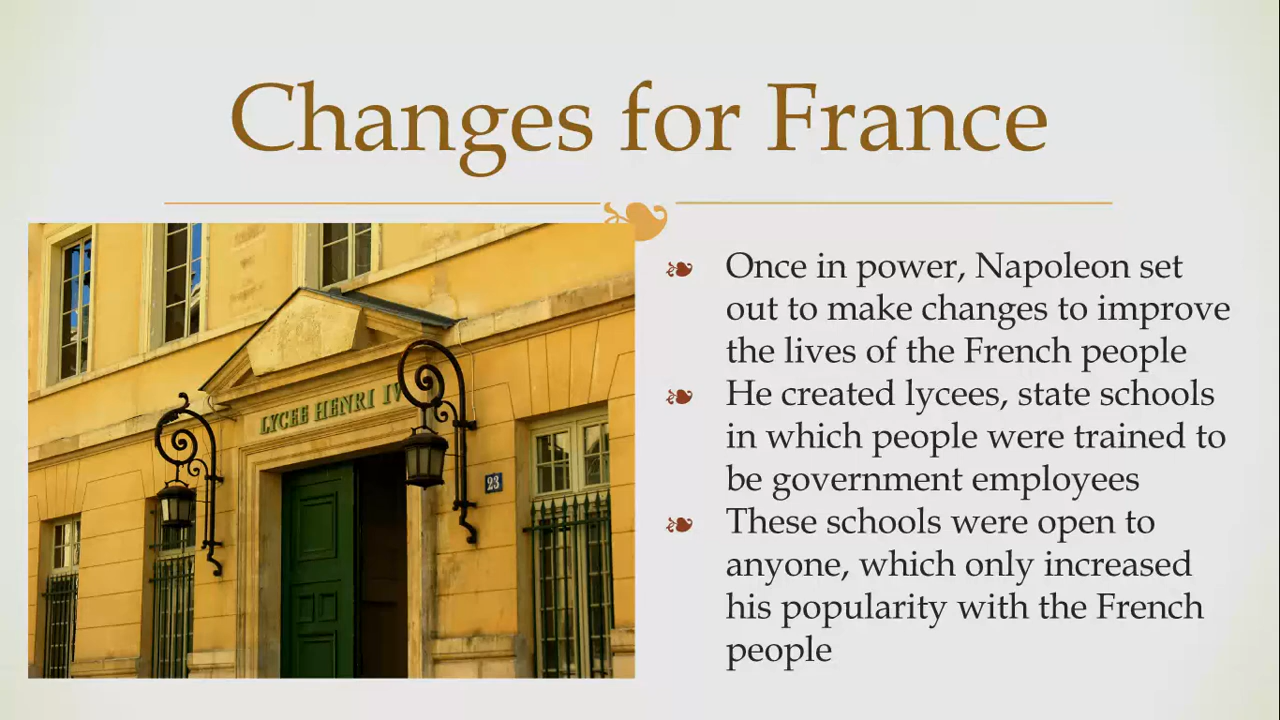 Changes for France
LYCEE HENRI IV
23
Once in power, Napoleon set
out to make changes to improve
the lives of the French people
He created lycees, state schools
in which people were trained to
be government employees
These schools were open to
anyone, which only increased
his popularity with the French
people